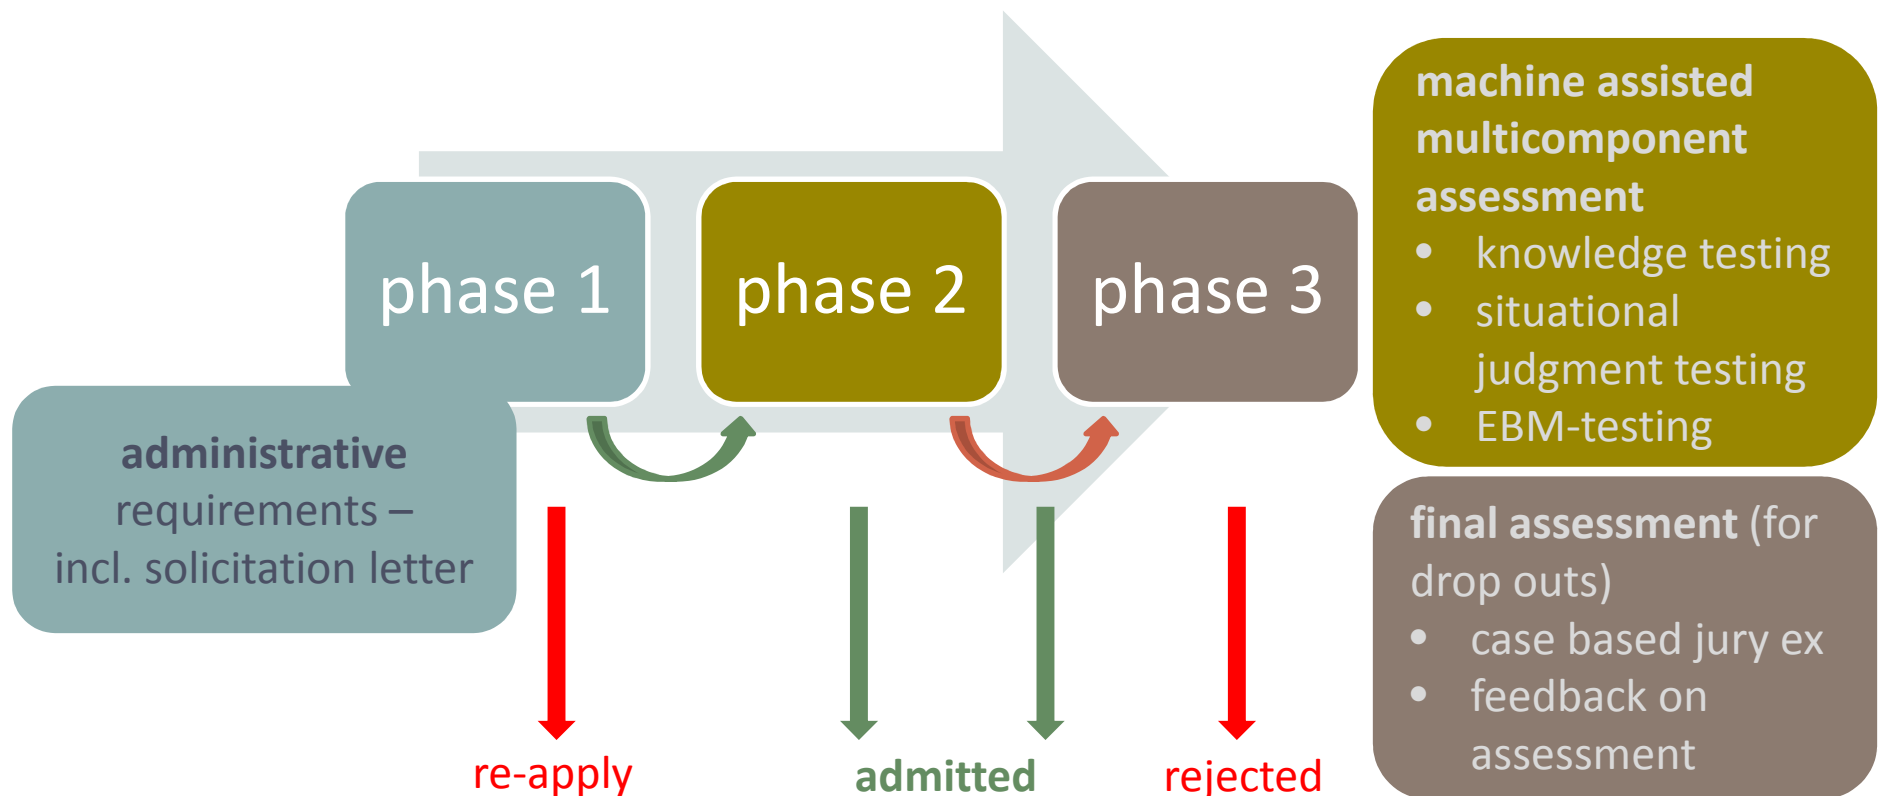 phase 1
phase 2
phase 3
administrative
requirements –
incl. solicitation letter
re-apply
admitted
rejected
machine assisted
multicomponent
assessment
• knowledge testing
• situational
judgment testing
• EBM-testing
final assessment (for
drop outs)
• case based jury ex
• feedback on
assessment